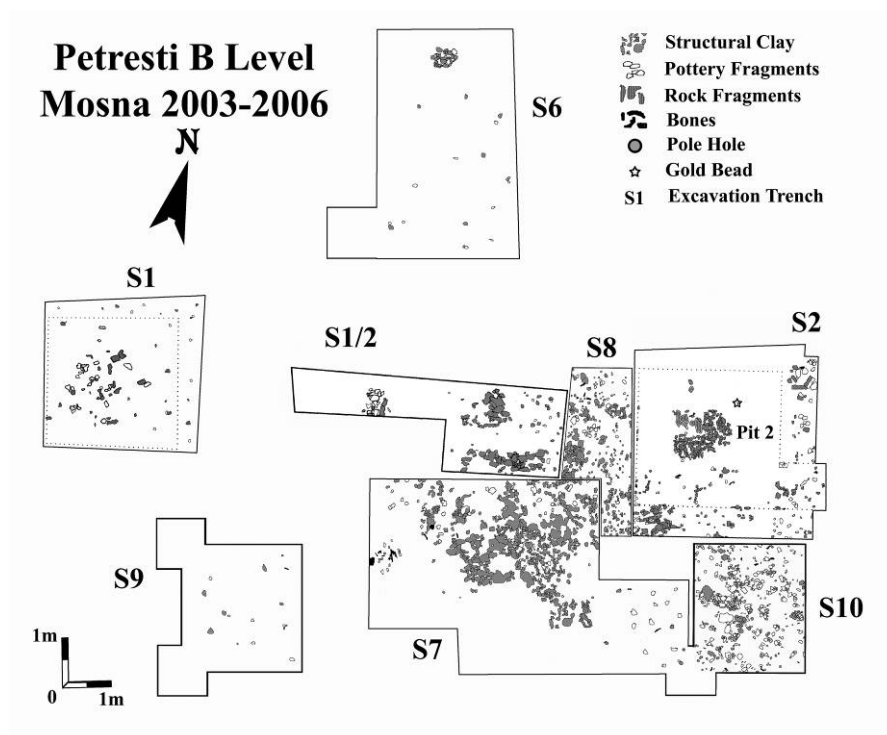 Petresti B Level
Mosna 2003-2006
N
Structural Clay
Pottery Fragments
Rock Fragments
Bones
Pole Hole
Gold Bead
S1 Excavation Trench
S6
S1
S1/2
S8
S2
Pit 2
S9
S7
S10
1m
0
1m